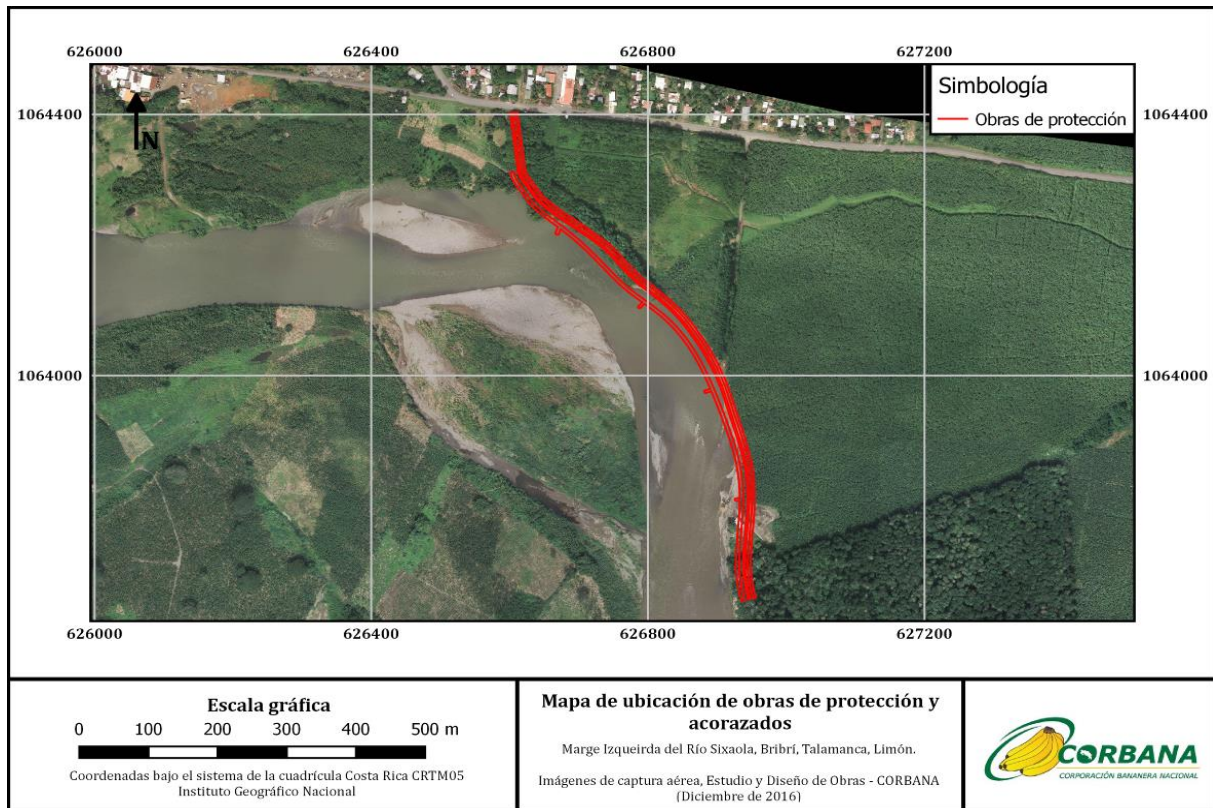 626000 626400 626800 627200
Simbología
Obras de protección
1064400 1064400
N
1064000 1064000
626000 626400 626800 627200
Escala gráfica
0 100 200 300 400 500 m
Coordenadas bajo el sistema de la cuadrícula Costa Rica CRTM05
Instituto Geográfico Nacional
Mapa de ubicación de obras de protección y
acorazados
Marge Izqueirda del Río Sixaola, Bribrí, Talamanca, Limón.
Imágenes de captura aérea, Estudio y Diseño de Obras - CORBANA
(Diciembre de 2016)
CORBANA
CORPORACIÓN BANANERA NACIONAL